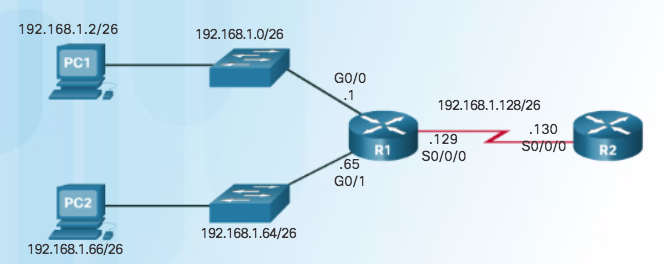 192.168.1.2/26
192.168.1.0/26
PC1
G0/0
.1
192.168.1.128/26
R1
.129
S0/0/0
.130
S0/0/0
R2
.65
G0/1
PC2
192.168.1.64/26
192.168.1.66/26